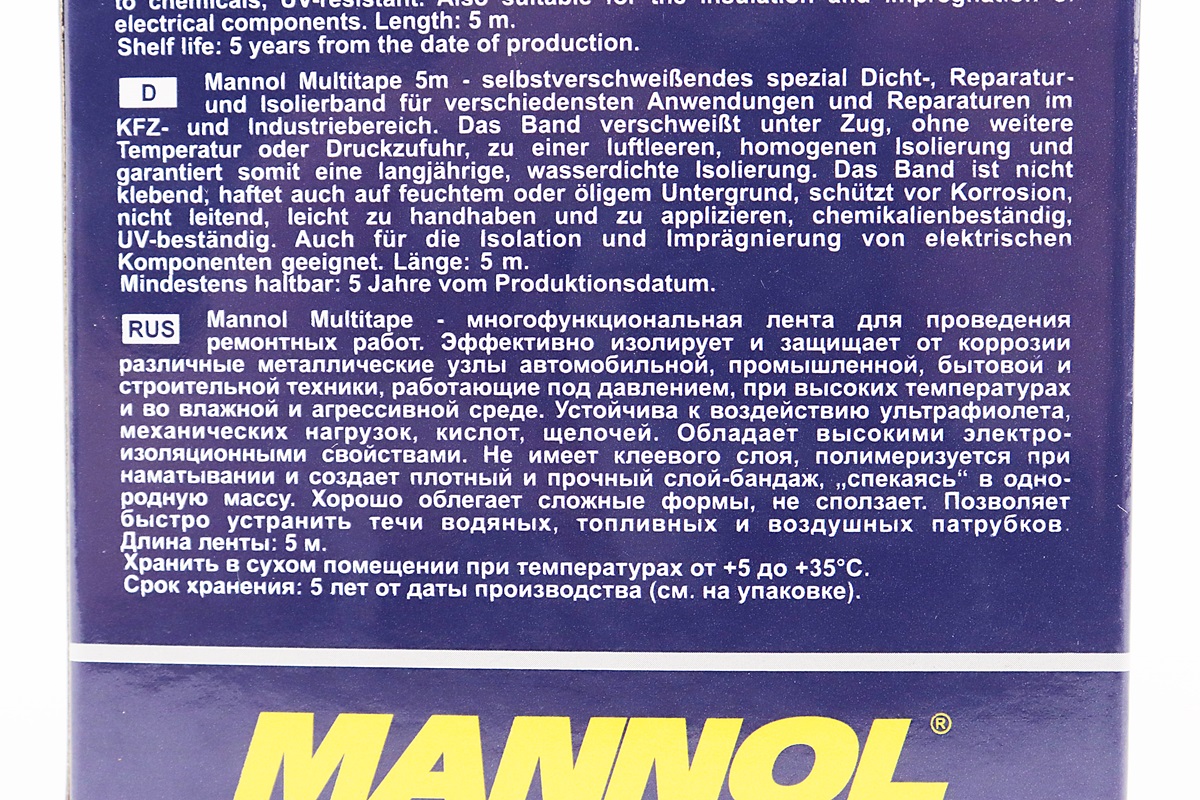 to chemicals, UV-resistant. Also suitable for the insulation and impregnation of
electrical components. Length: 5 m.
Shelf life: 5 years from the date of production.
D Mannol Multitape 5m - selbstverschweißendes spezial Dicht-, Reparatur-
und Isolierband für verschiedensten Anwendungen und Reparaturen im
KFZ- und Industriebereich. Das Band verschweißt unter Zug, ohne weitere
Temperatur oder Druckzufuhr, zu einer luftleeren, homogenen Isolierung und
garantiert somit eine langjährige, wasserdichte Isolierung. Das Band ist nicht
klebend, haftet auch auf feuchtem oder öligem Untergrund, schützt vor Korrosion,
nicht leitend, leicht zu handhaben und zu applizieren, chemikalienbeständig,
UV-beständig. Auch für die Isolation und Imprägnierung von elektrischen
Komponenten geeignet. Länge: 5 m.
Mindestens haltbar: 5 Jahre vom Produktionsdatum.
RUS Mannol Multitape - многофункциональная лента для проведения
ремонтных работ. Эффективно изолирует и защищает от коррозии
различные металлические узлы автомобильной, промышленной, бытовой и
строительной техники, работающие под давлением, при высоких температурах
и во влажной и агрессивной среде. Устойчива к воздействию ультрафиолета,
механических нагрузок, кислот, щелочей. Обладает высокими электро-
изоляционными свойствами. Не имеет клеевого слоя, полимеризуется при
наматывании и создает плотный и прочный слой-бандаж, „спекаясь“ в одно-
родную массу. Хорошо облегает сложные формы, не сползает. Позволяет
быстро устранить течи водяных, топливных и воздушных патрубков.
Длина ленты: 5 м.
Хранить в сухом помещении при температурах от +5 до +35°C.
Срок хранения: 5 лет от даты производства (см. на упаковке).
MANNOL®